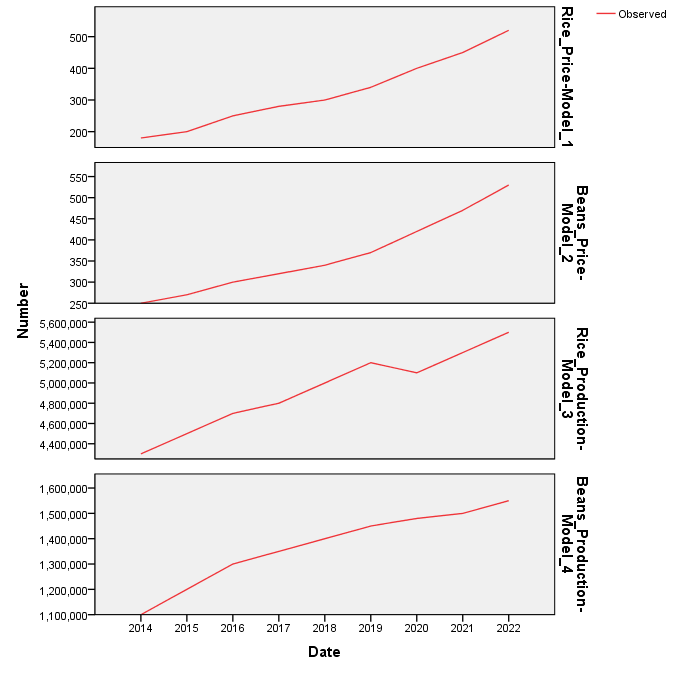 Observed
Number
500
400
300
200
Rice_Price-Model_1
550
500
450
400
350
300
250
Beans_Price-
Model_2
5,600,000
5,400,000
5,200,000
5,000,000
4,800,000
4,600,000
4,400,000
Rice_Production-
Model_3
1,600,000
1,500,000
1,400,000
1,300,000
1,200,000
1,100,000
Beans_Production-
Model_4
2014 2015 2016 2017 2018 2019 2020 2021 2022
Date